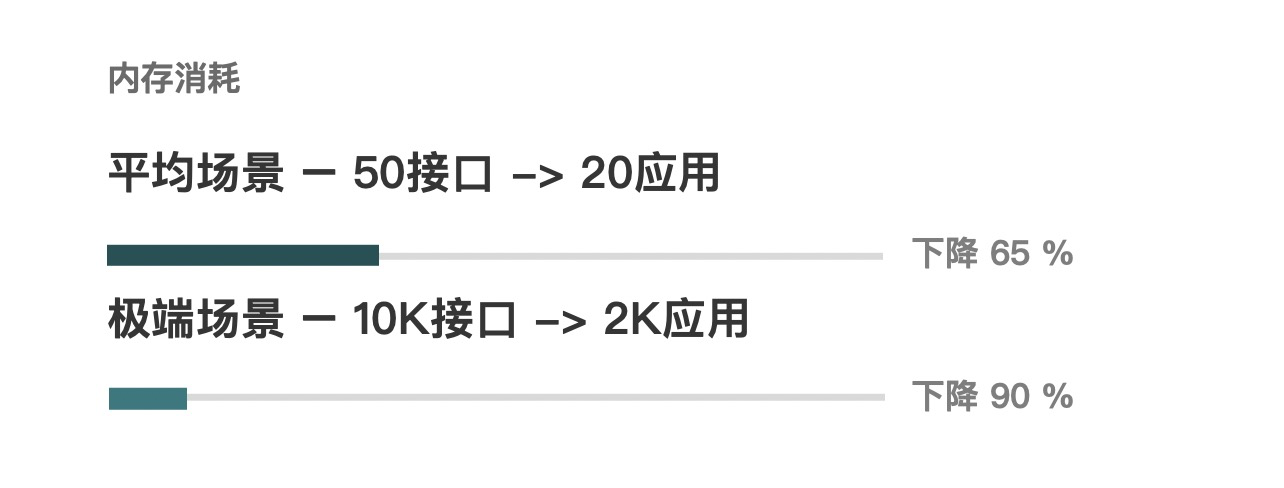 内存消耗
平均场景 – 50接口 –> 20应用
下降 65 %
极端场景 – 10K接口 –> 2K应用
下降 90 %